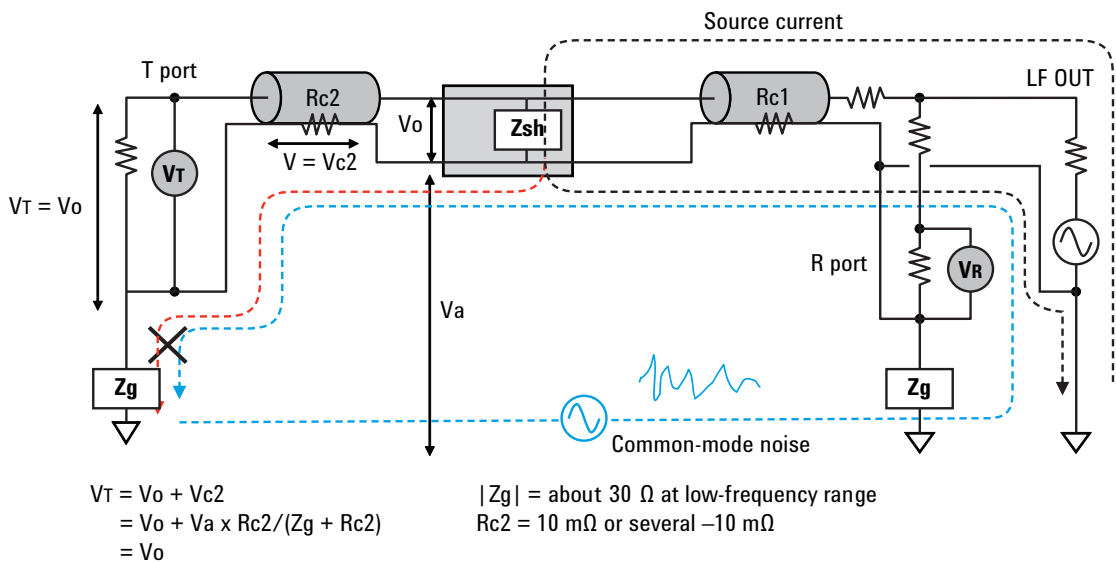 Source current
T port
LF OUT
Rc2
Rc1
Vo
Zsh
V = Vc2
VT
VT = Vo
R port
VR
Va
Zg
Zg
Common-mode noise
VT = Vo + Vc2
= Vo + Va x Rc2/(Zg + Rc2)
= Vo
|Zg| = about 30 Ω at low-frequency range
Rc2 = 10 mΩ or several –10 mΩ